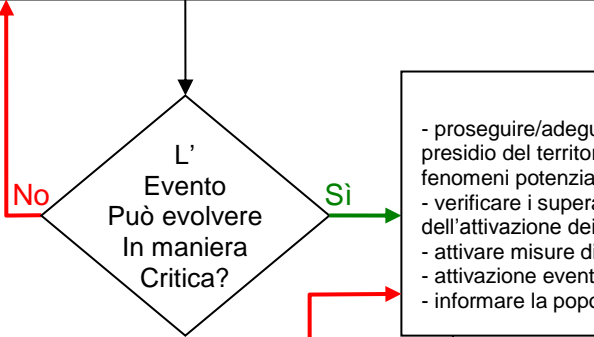 L'
Evento
Può evolvere
In maniera
Critica?
No
Sì
- proseguire/adegu
presidio del territor
fenomeni potenzia
- verificare i supera
dell'attivazione dei
- attivare misure di
- attivazione event
- informare la popo